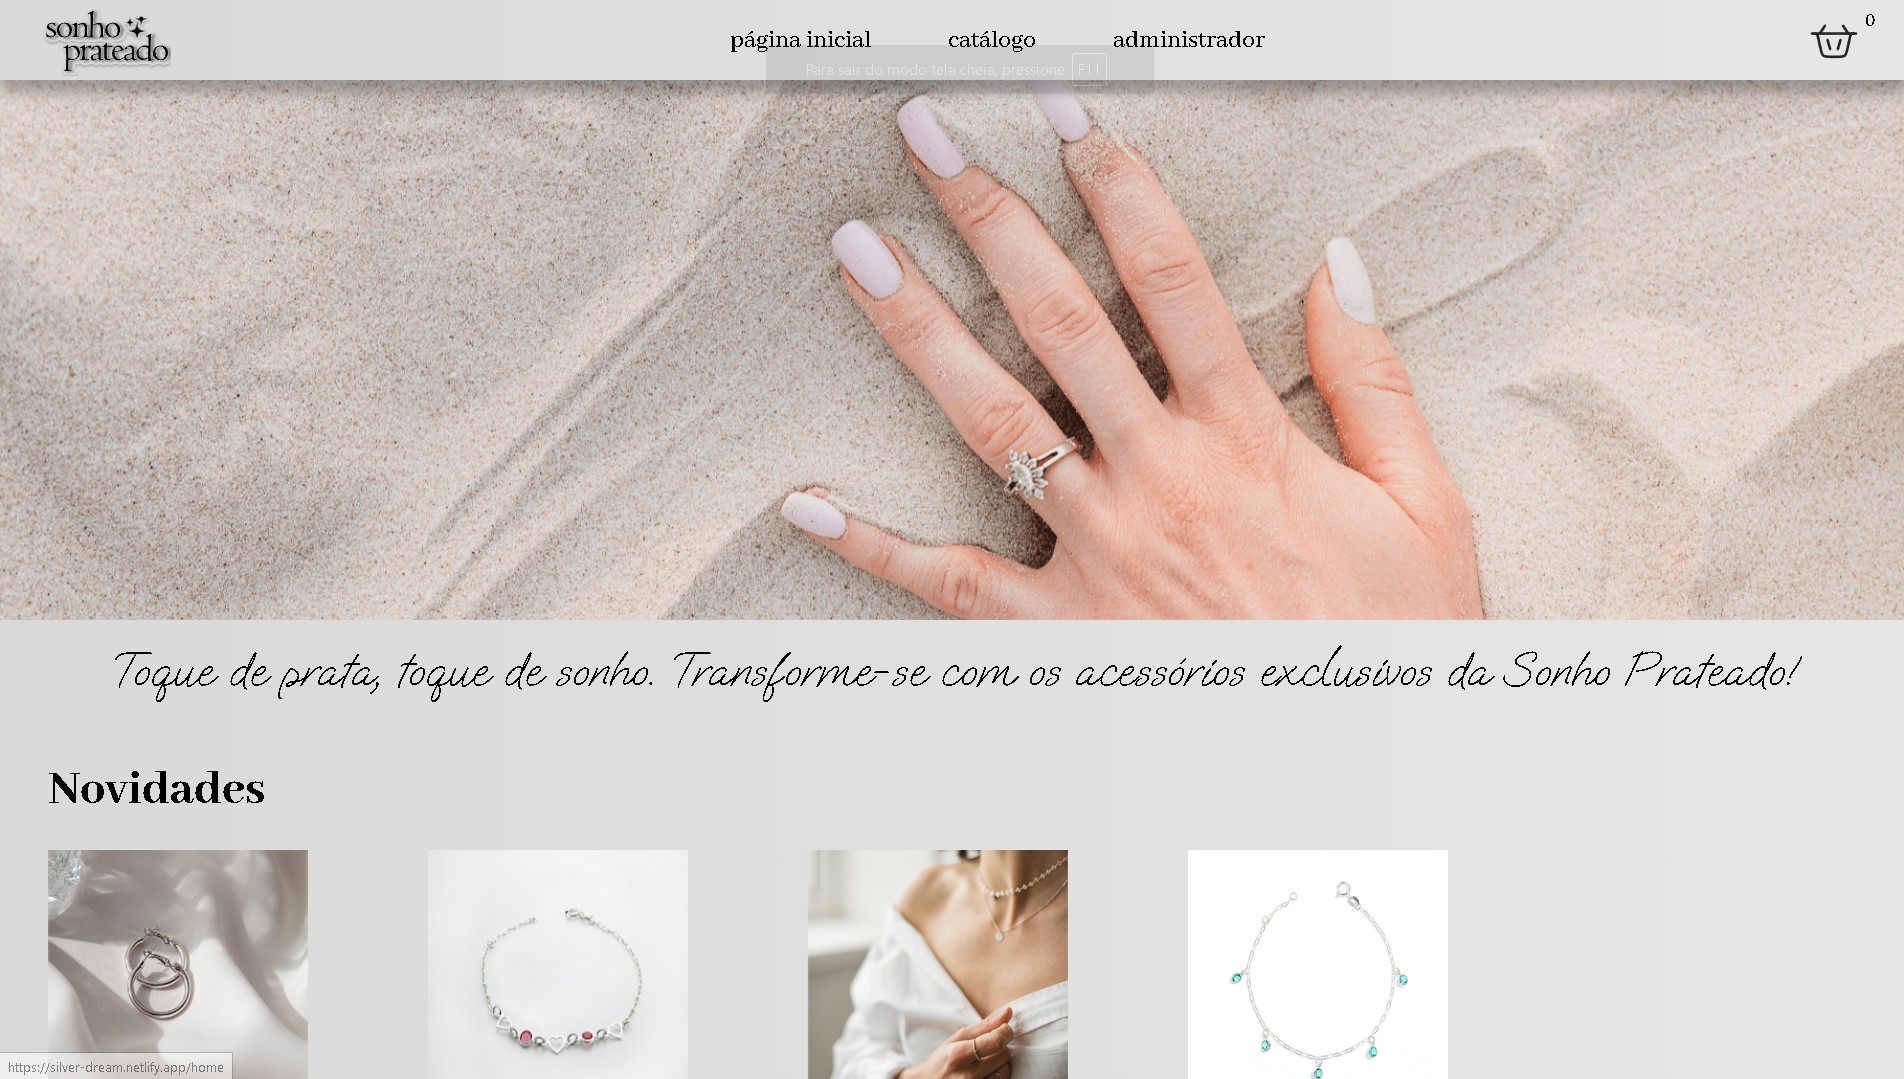 sonho
prateado
página inicial
catálogo
administrador
0
Para sair do modo tela cheia, pressione F11
Toque de prata, toque de sonho. Transforme-se com os acessórios exclusivos da Sonho Prateado!
Novidades
https://silver-dream.netlify.app/home